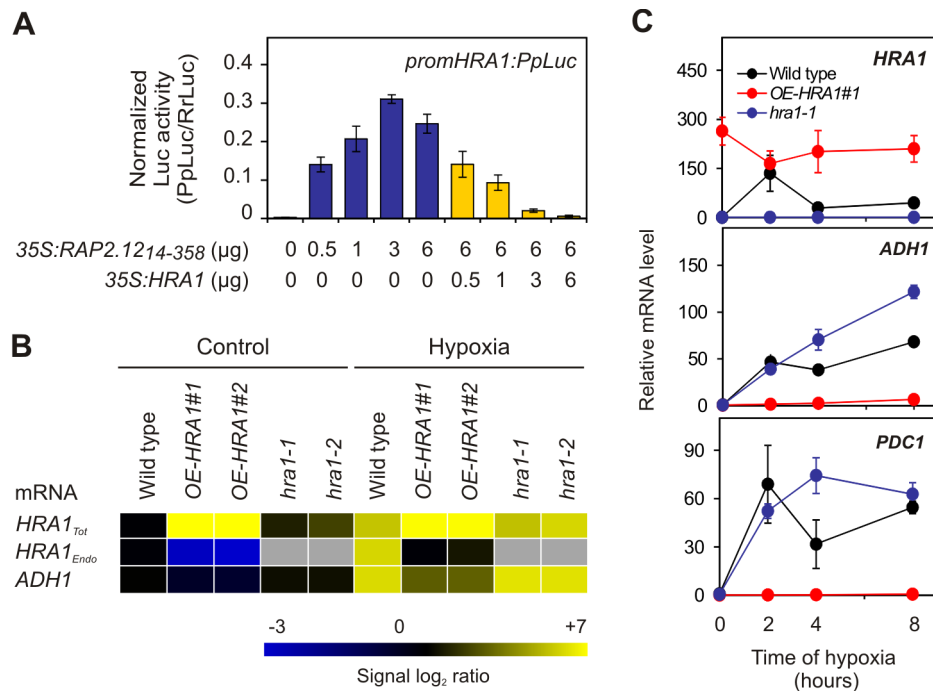 A
Normalized
Luc activity
(PpLuc/RrLuc)
promHRA1:PpLuc
0.4
0.3
0.2
0.1
0
35S:RAP2.12₁₄₋₃₅₈ (µg) 0 0.5 1 3 6 6 6 6 6
35S:HRA1 (µg) 0 0 0 0 0 0.5 1 3 6
B
Control Hypoxia
mRNA Wild type OE-HRA1#1 OE-HRA1#2 hra1-1 hra1-2 Wild type OE-HRA1#1 OE-HRA1#2 hra1-1 hra1-2
HRA1 Tot
HRA1 Endo
ADH1
-3 0 +7
Signal log₂ ratio
C
Relative mRNA level
HRA1
Wild type
OE-HRA1#1
hra1-1
450
300
150
0
ADH1
150
100
50
0
PDC1
90
60
30
0
0 2 4 8
Time of hypoxia
(hours)